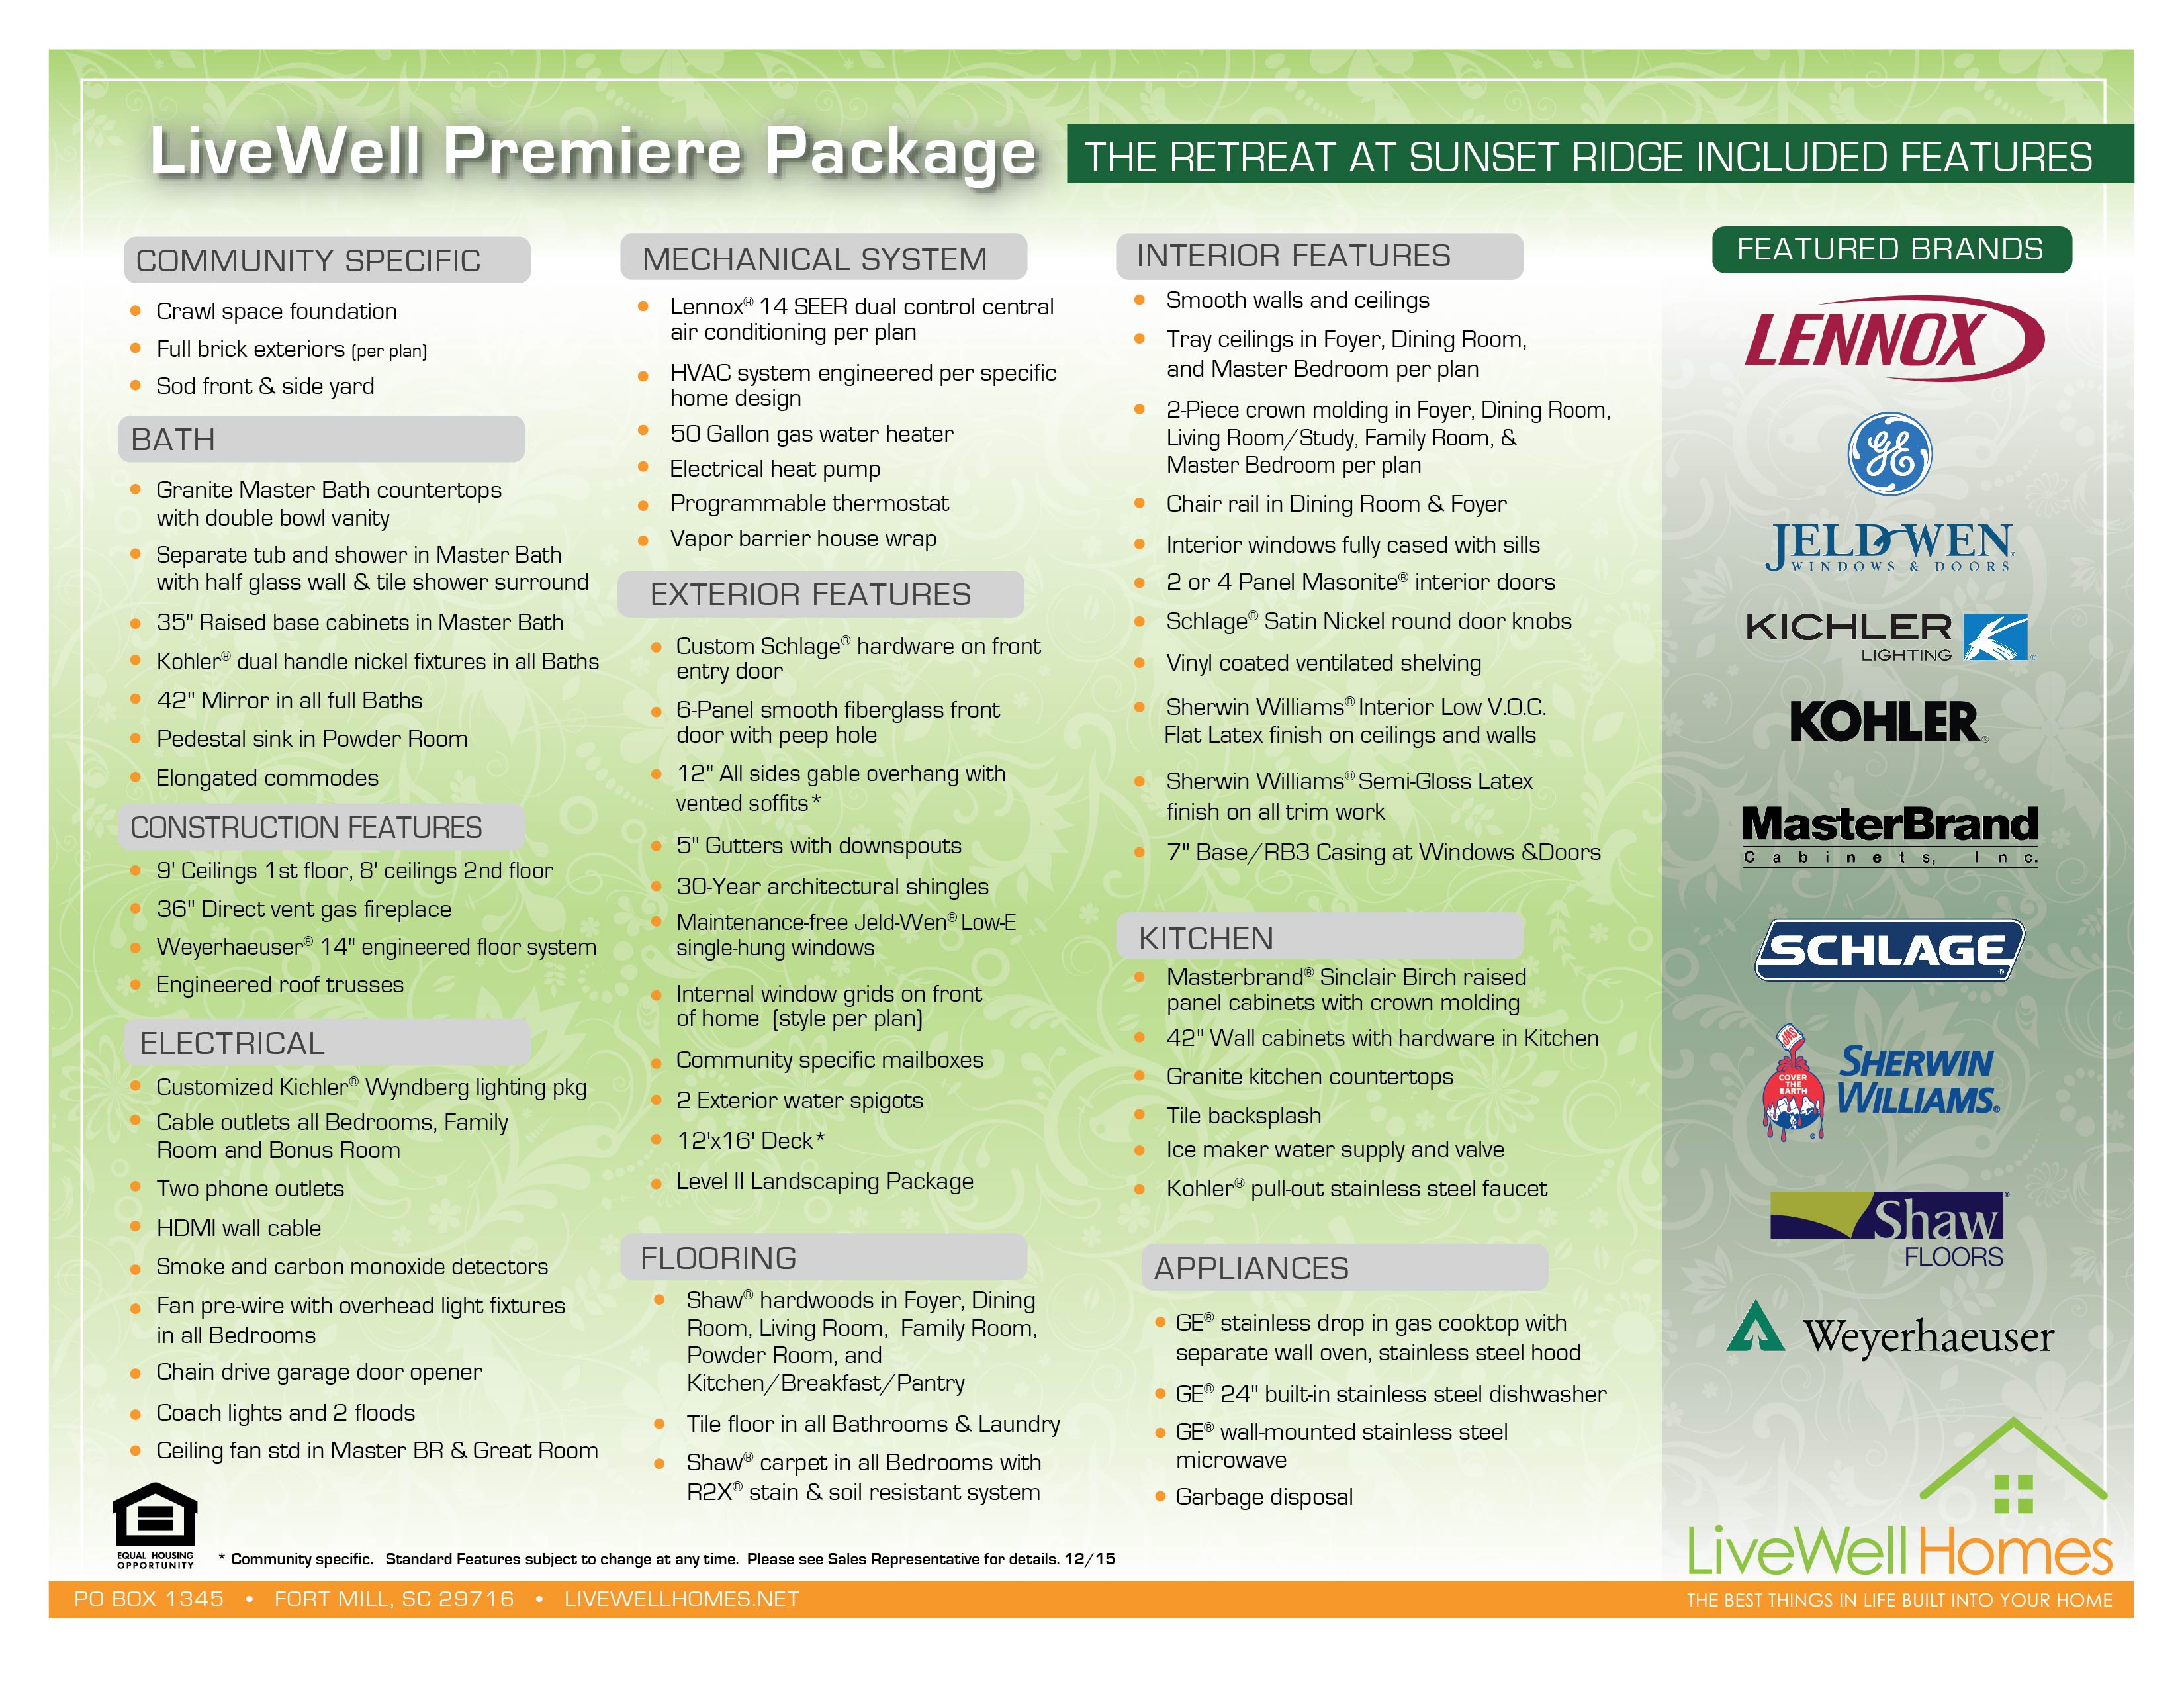 LiveWell Premiere Package
THE RETREAT AT SUNSET RIDGE INCLUDED FEATURES
COMMUNITY SPECIFIC
Crawl space foundation
Full brick exteriors (per plan)
Sod front & side yard
BATH
Granite Master Bath countertops
with double bowl vanity
Separate tub and shower in Master Bath
with half glass wall & tile shower surround
35" Raised base cabinets in Master Bath
Kohler® dual handle nickel fixtures in all Baths
42" Mirror in all full Baths
Pedestal sink in Powder Room
Elongated commodes
CONSTRUCTION FEATURES
9' Ceilings 1st floor, 8' ceilings 2nd floor
36" Direct vent gas fireplace
Weyerhaeuser® 14" engineered floor system
Engineered roof trusses
ELECTRICAL
Customized Kichler® Wyndberg lighting pkg
Cable outlets all Bedrooms, Family
Room and Bonus Room
Two phone outlets
HDMI wall cable
Smoke and carbon monoxide detectors
Fan pre-wire with overhead light fixtures
in all Bedrooms
Chain drive garage door opener
Coach lights and 2 floods
Ceiling fan std in Master BR & Great Room
MECHANICAL SYSTEM
Lennox® 14 SEER dual control central
air conditioning per plan
HVAC system engineered per specific
home design
50 Gallon gas water heater
Electrical heat pump
Programmable thermostat
Vapor barrier house wrap
EXTERIOR FEATURES
Custom Schlage® hardware on front
entry door
6-Panel smooth fiberglass front
door with peep hole
12" All sides gable overhang with
vented soffits*
5" Gutters with downspouts
30-Year architectural shingles
Maintenance-free Jeld-Wen® Low-E
single-hung windows
Internal window grids on front
of home (style per plan)
Community specific mailboxes
2 Exterior water spigots
12'x16' Deck*
Level II Landscaping Package
FLOORING
Shaw® hardwoods in Foyer, Dining
Room, Living Room, Family Room,
Powder Room, and
Kitchen/Breakfast/Pantry
Tile floor in all Bathrooms & Laundry
Shaw® carpet in all Bedrooms with
R2X® stain & soil resistant system
INTERIOR FEATURES
Smooth walls and ceilings
Tray ceilings in Foyer, Dining Room,
and Master Bedroom per plan
2-Piece crown molding in Foyer, Dining Room,
Living Room/Study, Family Room, &
Master Bedroom per plan
Chair rail in Dining Room & Foyer
Interior windows fully cased with sills
2 or 4 Panel Masonite® interior doors
Schlage® Satin Nickel round door knobs
Vinyl coated ventilated shelving
Sherwin Williams® Interior Low V.O.C.
Flat Latex finish on ceilings and walls
Sherwin Williams® Semi-Gloss Latex
finish on all trim work
7" Base/RB3 Casing at Windows &Doors
KITCHEN
Masterbrand® Sinclair Birch raised
panel cabinets with crown molding
42" Wall cabinets with hardware in Kitchen
Granite kitchen countertops
Tile backsplash
Ice maker water supply and valve
Kohler® pull-out stainless steel faucet
APPLIANCES
GE® stainless drop in gas cooktop with
separate wall oven, stainless steel hood
GE® 24" built-in stainless steel dishwasher
GE® wall-mounted stainless steel
microwave
Garbage disposal
FEATURED BRANDS
LENNOX
GE
JELD-WEN
WINDOWS & DOORS
KICHLER
LIGHTING
KOHLER
MasterBrand
Cabinets, Inc.
SCHLAGE
SWP
COVER
THE
EARTH
SHERWIN
WILLIAMS®
Shaw
FLOORS
Weyerhaeuser
LiveWellHomes
EQUAL HOUSING
OPPORTUNITY
* Community specific. Standard Features subject to change at any time. Please see Sales Representative for details. 12/15
PO BOX 1345 • FORT MILL, SC 29716 • LIVEWELLHOMES.NET
THE BEST THINGS IN LIFE BUILT INTO YOUR HOME